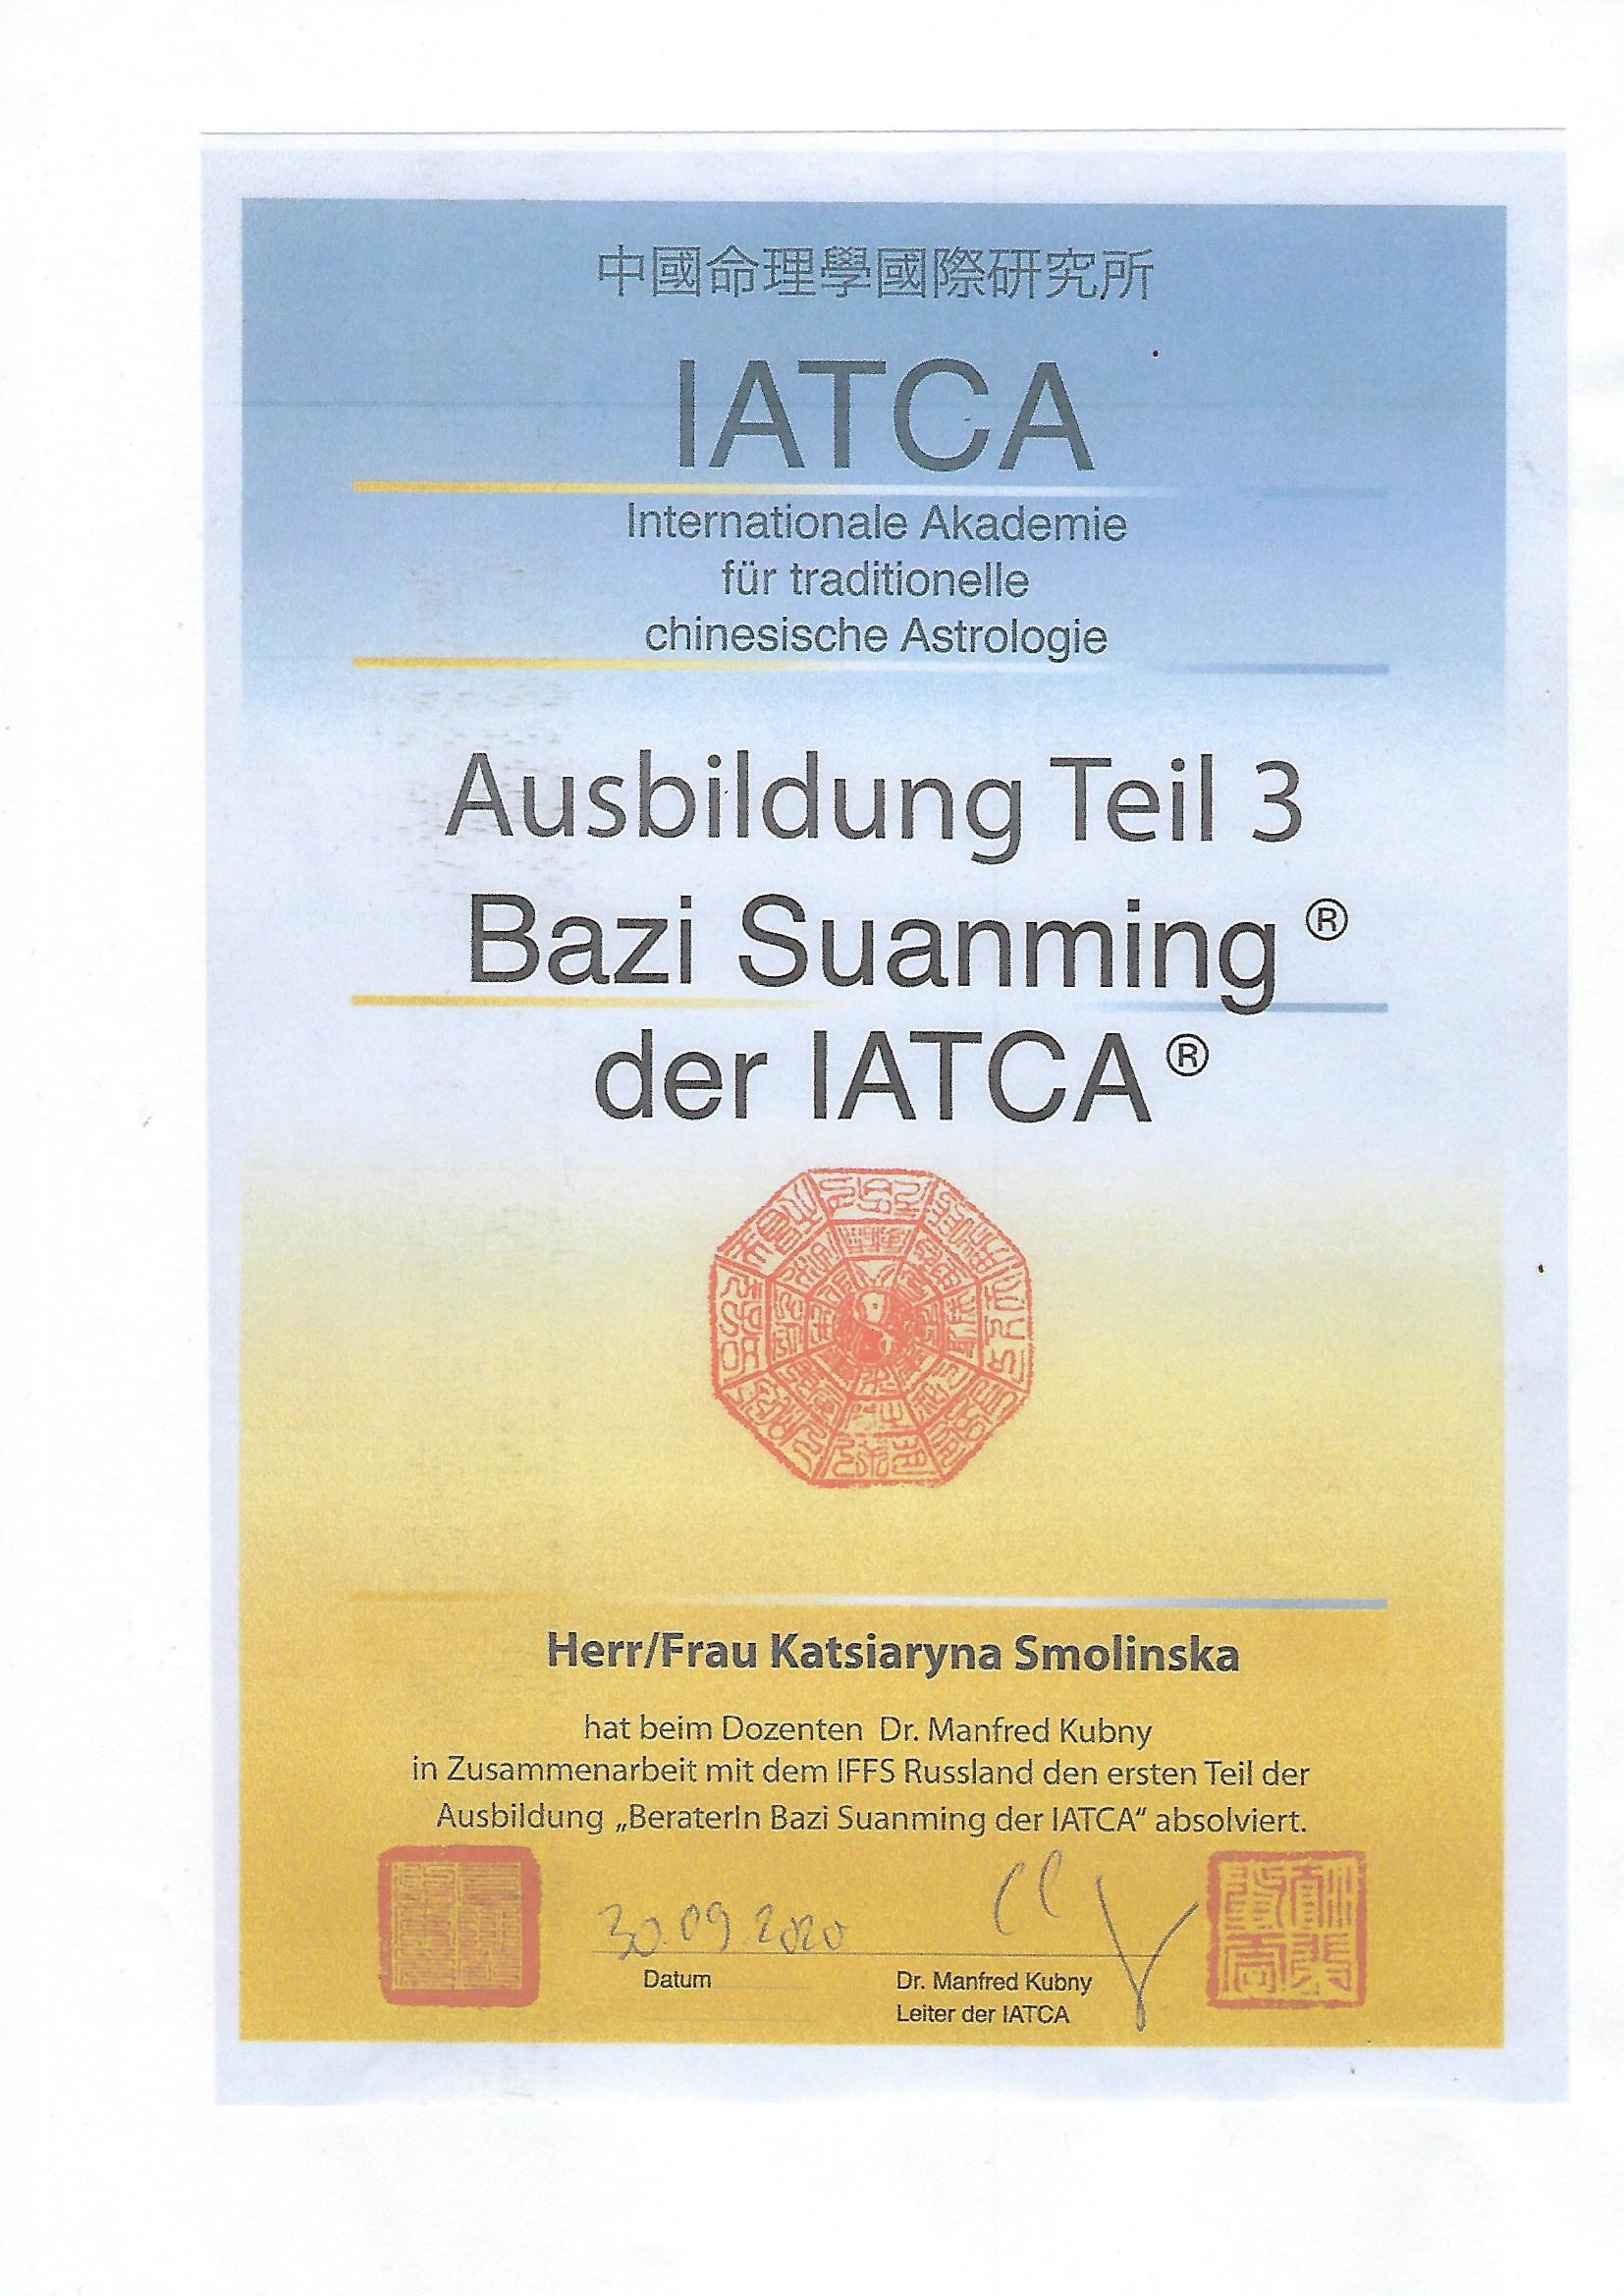 中國命理學國際研究所
IATCA
Internationale Akademie
für traditionelle
chinesische Astrologie
Ausbildung Teil 3
Bazi Suanming ®
der IATCA ®
Herr/Frau Katsiaryna Smolinska
hat beim Dozenten Dr. Manfred Kubny
in Zusammenarbeit mit dem IFFS Russland den ersten Teil der
Ausbildung „BeraterIn Bazi Suanming der IATCA“ absolviert.
30.09.2020
Datum
Dr. Manfred Kubny
Leiter der IATCA